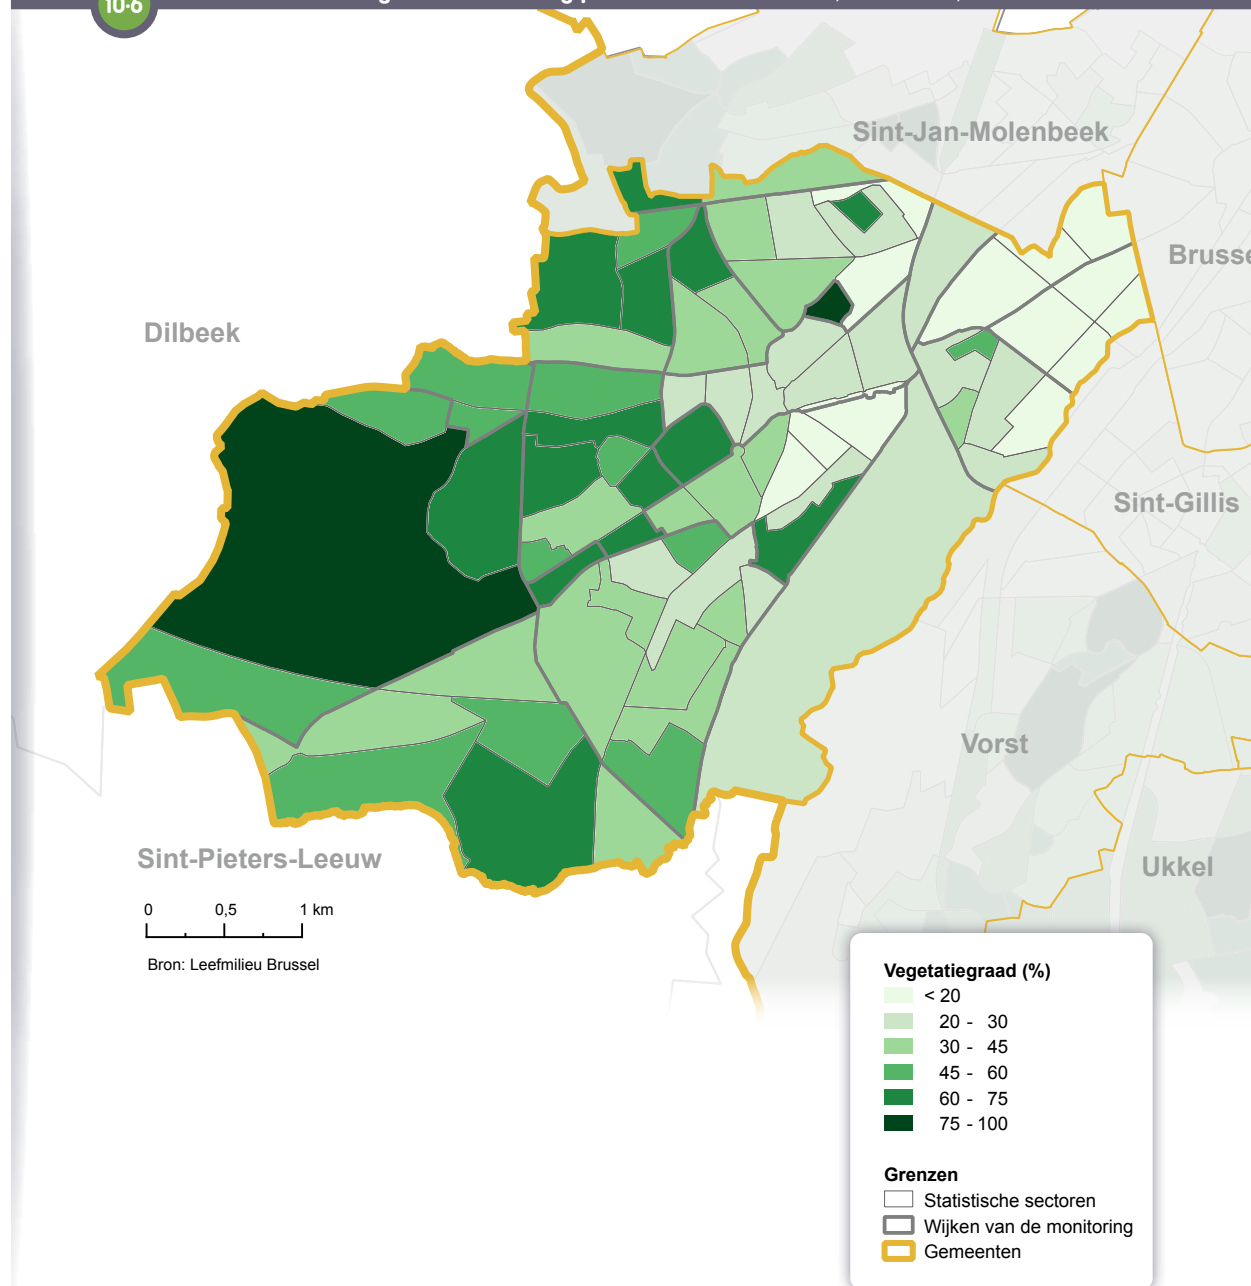 10.6
Sint-Jan-Molenbeek
Dilbeek
Sint-Gillis
Vorst
Sint-Pieters-Leeuw
Ukkel
0 0,5 1 km
Bron: Leefmilieu Brussel
Vegetatiegraad (%)
< 20
20 - 30
30 - 45
45 - 60
60 - 75
75 - 100
Grenzen
Statistische sectoren
Wijken van de monitoring
Gemeenten